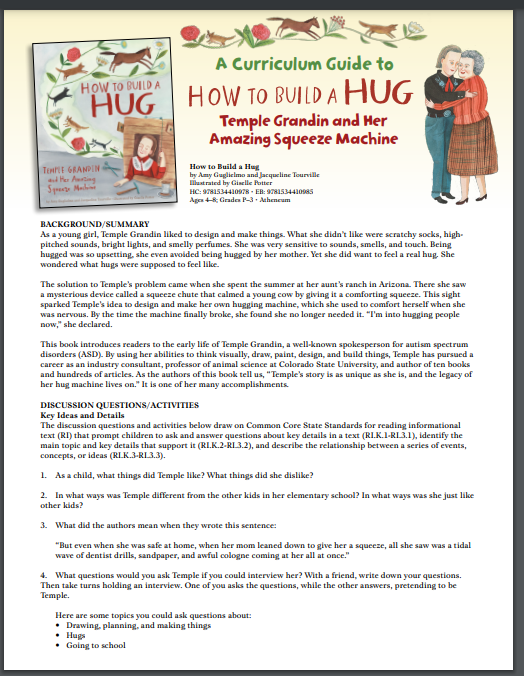 HOW TO BUILD A
HUG
TEMPLE GRANDIN
and Her Amazing
Squeeze Machine
A Curriculum Guide to
HOW TO BUILD A HUG
Temple Grandin and Her
Amazing Squeeze Machine
How to Build a Hug
by Amy Guglielmo and Jacqueline Tourville
Illustrated by Giselle Potter
HC: 9781534410978 • EB: 9781534410985
Ages 4–8; Grades P–3 • Atheneum
BACKGROUND/SUMMARY
As a young girl, Temple Grandin liked to design and make things. What she didn't like were scratchy socks, high-
pitched sounds, bright lights, and smelly perfumes. She was very sensitive to sounds, smells, and touch. Being
hugged was so upsetting, she even avoided being hugged by her mother. Yet she did want to feel a real hug. She
wondered what hugs were supposed to feel like.
The solution to Temple's problem came when she spent the summer at her aunt's ranch in Arizona. There she saw
a mysterious device called a squeeze chute that calmed a young cow by giving it a comforting squeeze. This sight
sparked Temple's idea to design and make her own hugging machine, which she used to comfort herself when she
was nervous. By the time the machine finally broke, she found she no longer needed it. "I'm into hugging people
now," she declared.
This book introduces readers to the early life of Temple Grandin, a well-known spokesperson for autism spectrum
disorders (ASD). By using her abilities to think visually, draw, paint, design, and build things, Temple has pursued a
career as an industry consultant, professor of animal science at Colorado State University, and author of ten books
and hundreds of articles. As the authors of this book tell us, "Temple's story is as unique as she is, and the legacy of
her hug machine lives on." It is one of her many accomplishments.
DISCUSSION QUESTIONS/ACTIVITIES
Key Ideas and Details
The discussion questions and activities below draw on Common Core State Standards for reading informational
text (RI) that prompt children to ask and answer questions about key details in a text (RI.K.1-RI.3.1), identify the
main topic and key details that support it (RI.K.2-RI.3.2), and describe the relationship between a series of events,
concepts, or ideas (RI.K.3-RI.3.3).
1. As a child, what things did Temple like? What things did she dislike?
2. In what ways was Temple different from the other kids in her elementary school? In what ways was she just like
other kids?
3. What did the authors mean when they wrote this sentence:
"But even when she was safe at home, when her mom leaned down to give her a squeeze, all she saw was a tidal
wave of dentist drills, sandpaper, and awful cologne coming at her all at once."
4. What questions would you ask Temple if you could interview her? With a friend, write down your questions.
Then take turns holding an interview. One of you asks the questions, while the other answers, pretending to be
Temple.
Here are some topics you could ask questions about:
• Drawing, planning, and making things
• Hugs
• Going to school